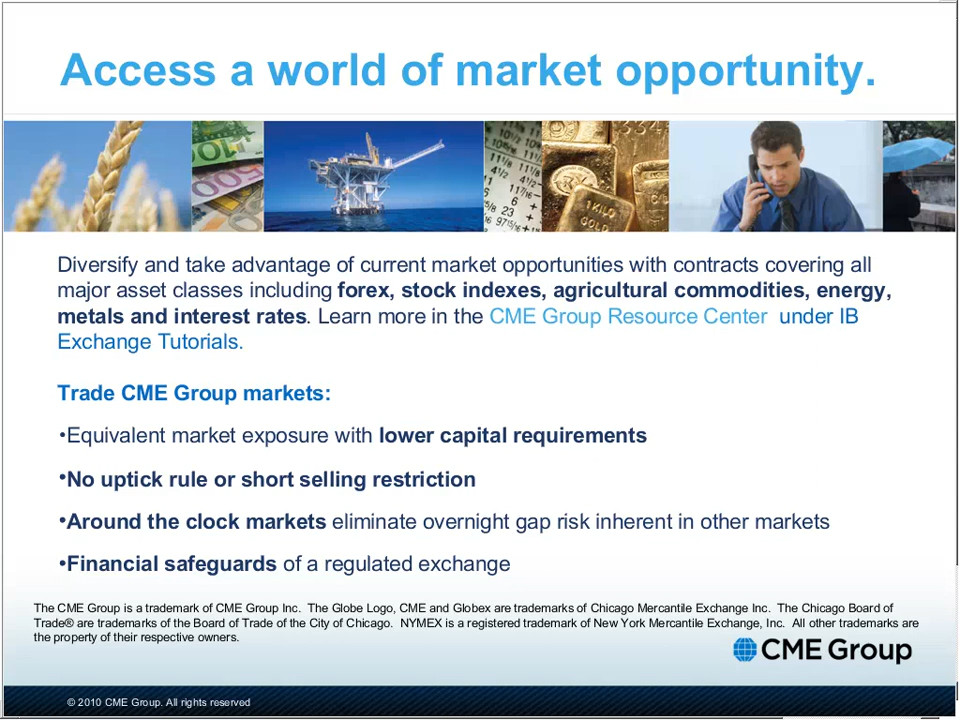 Access a world of market opportunity.
Diversify and take advantage of current market opportunities with contracts covering all
major asset classes including forex, stock indexes, agricultural commodities, energy,
metals and interest rates. Learn more in the CME Group Resource Center under IB
Exchange Tutorials.
Trade CME Group markets:
•Equivalent market exposure with lower capital requirements
•No uptick rule or short selling restriction
•Around the clock markets eliminate overnight gap risk inherent in other markets
•Financial safeguards of a regulated exchange
The CME Group is a trademark of CME Group Inc. The Globe Logo, CME and Globex are trademarks of Chicago Mercantile Exchange Inc. The Chicago Board of
Trade® are trademarks of the Board of Trade of the City of Chicago. NYMEX is a registered trademark of New York Mercantile Exchange, Inc. All other trademarks are
the property of their respective owners.
CME Group
© 2010 CME Group. All rights reserved